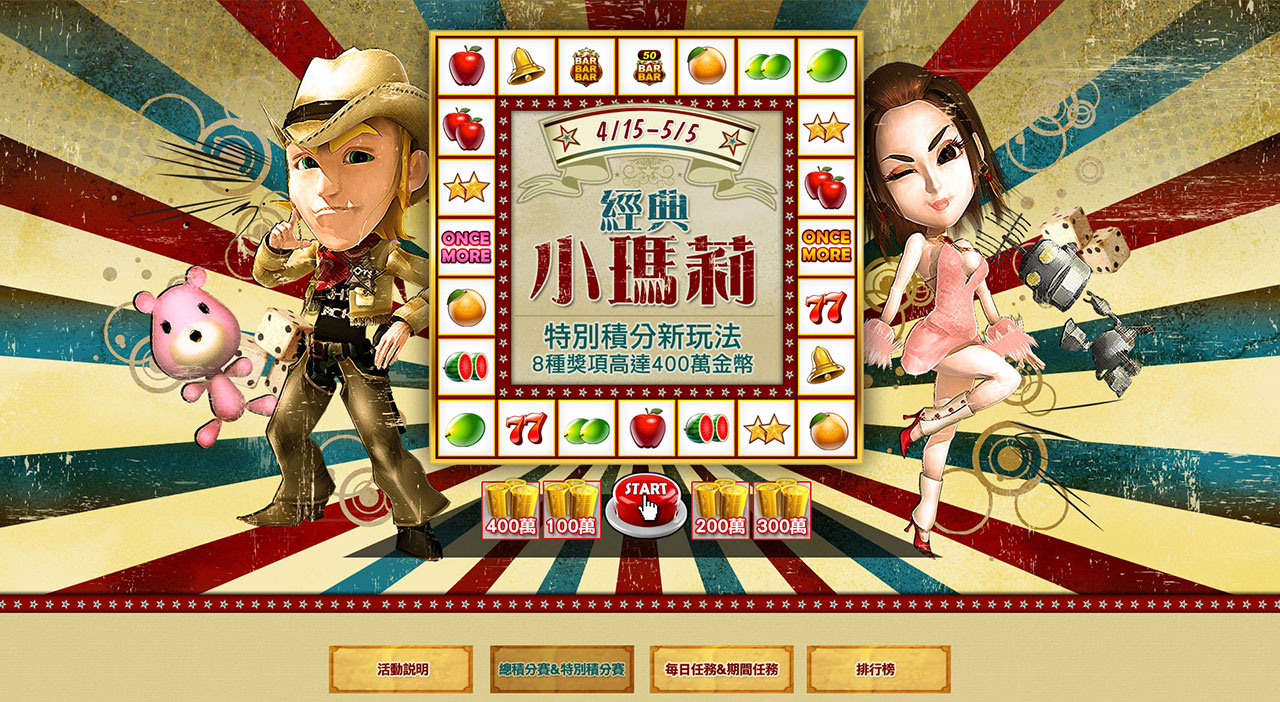 BAR
BAR
BAR
50
BAR
BAR
4/15-5/5
經典
小瑪莉
特別積分新玩法
8種獎項高達400萬金幣
ONCE
MORE
ONCE
MORE
77
77
400萬
100萬
START
200萬
300萬
活動説明
總積分賽&特別積分賽
每日任務&期間任務
排行榜